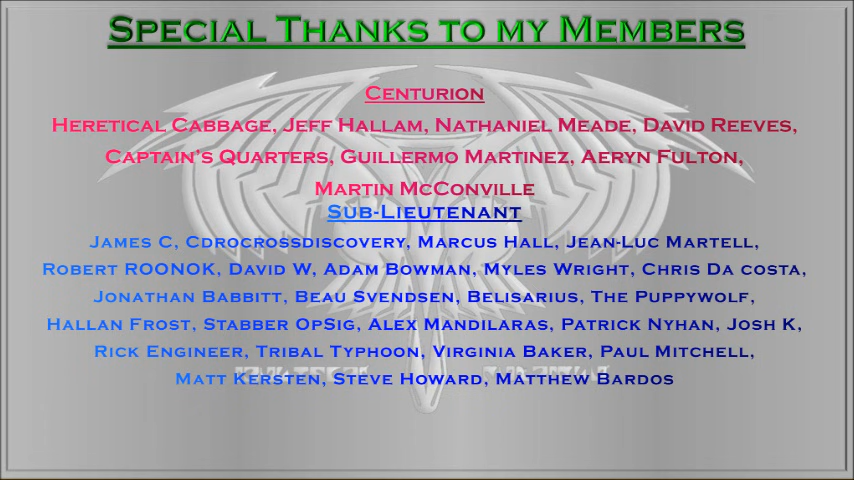 Special Thanks to my Members
Centurion
Heretical Cabbage, Jeff Hallam, Nathaniel Meade, David Reeves,
Captain's Quarters, Guillermo Martinez, Aeryn Fulton,
Martin McConville
Sub-Lieutenant
James C, Cdrocrossdiscovery, Marcus Hall, Jean-Luc Martell,
Robert ROONOK, David W, Adam Bowman, Myles Wright, Chris Da costa,
Jonathan Babbitt, Beau Svendsen, Belisarius, The Puppywolf,
Hallan Frost, Stabber OpSig, Alex Mandilaras, Patrick Nyhan, Josh K,
Rick Engineer, Tribal Typhoon, Virginia Baker, Paul Mitchell,
Matt Kersten, Steve Howard, Matthew Bardos